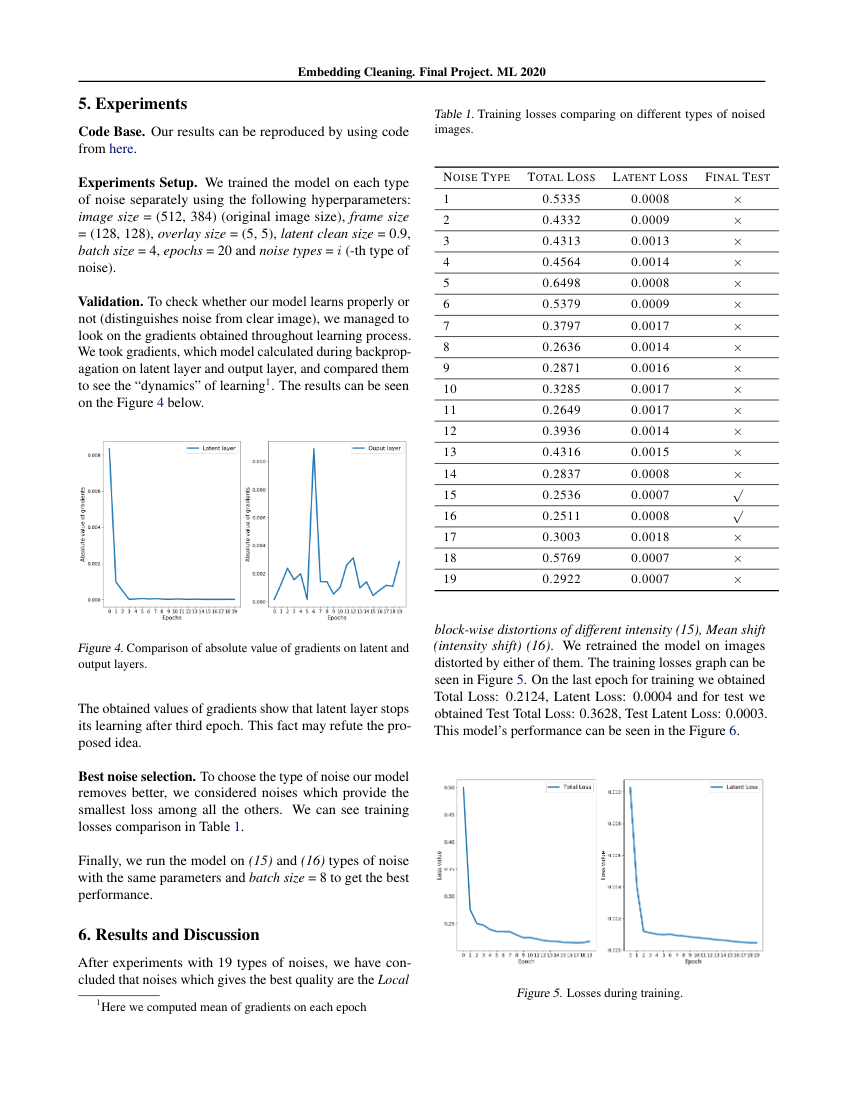 Embedding Cleaning. Final Project. ML 2020
5. Experiments
Code Base. Our results can be reproduced by using code
from here.
Experiments Setup. We trained the model on each type
of noise separately using the following hyperparameters:
image size = (512, 384) (original image size), frame size
= (128, 128), overlay size = (5, 5), latent clean size = 0.9,
batch size = 4, epochs = 20 and noise types = i (-th type of
noise).
Validation. To check whether our model learns properly or
not (distinguishes noise from clear image), we managed to
look on the gradients obtained throughout learning process.
We took gradients, which model calculated during backprop-
agation on latent layer and output layer, and compared them
to see the “dynamics” of learning1. The results can be seen
on the Figure 4 below.
Latent layer
0.008
0.006
0.004
0.002
0.000
Absolute value of gradients
0 1 2 3 4 5 6 7 8 9 10 11 12 13 14 15 16 17 18 19
Epochs
Ouput layer
0.010
0.008
0.006
0.004
0.002
0.000
Absolute value of gradients
0 1 2 3 4 5 6 7 8 9 10 11 12 13 14 15 16 17 18 19
Epochs
Figure 4. Comparison of absolute value of gradients on latent and
output layers.
The obtained values of gradients show that latent layer stops
its learning after third epoch. This fact may refute the pro-
posed idea.
Best noise selection. To choose the type of noise our model
removes better, we considered noises which provide the
smallest loss among all the others. We can see training
losses comparison in Table 1.
Finally, we run the model on (15) and (16) types of noise
with the same parameters and batch size = 8 to get the best
performance.
6. Results and Discussion
After experiments with 19 types of noises, we have con-
cluded that noises which gives the best quality are the Local
1Here we computed mean of gradients on each epoch
Table 1. Training losses comparing on different types of noised
images.
NOISE TYPE TOTAL LOSS LATENT LOSS FINAL TEST
1 0.5335 0.0008 ×
2 0.4332 0.0009 ×
3 0.4313 0.0013 ×
4 0.4564 0.0014 ×
5 0.6498 0.0008 ×
6 0.5379 0.0009 ×
7 0.3797 0.0017 ×
8 0.2636 0.0014 ×
9 0.2871 0.0016 ×
10 0.3285 0.0017 ×
11 0.2649 0.0017 ×
12 0.3936 0.0014 ×
13 0.4316 0.0015 ×
14 0.2837 0.0008 ×
15 0.2536 0.0007 √
16 0.2511 0.0008 √
17 0.3003 0.0018 ×
18 0.5769 0.0007 ×
19 0.2922 0.0007 ×
block-wise distortions of different intensity (15), Mean shift
(intensity shift) (16). We retrained the model on images
distorted by either of them. The training losses graph can be
seen in Figure 5. On the last epoch for training we obtained
Total Loss: 0.2124, Latent Loss: 0.0004 and for test we
obtained Test Total Loss: 0.3628, Test Latent Loss: 0.0003.
This model’s performance can be seen in the Figure 6.
Total Loss
0.50
0.45
0.40
0.35
0.30
0.25
Loss value
0 1 2 3 4 5 6 7 8 9 10 11 12 13 14 15 16 17 18 19
Epoch
Latent Loss
0.010
0.008
0.006
0.004
0.002
0.000
Loss value
0 1 2 3 4 5 6 7 8 9 10 11 12 13 14 15 16 17 18 19
Epoch
Figure 5. Losses during training.